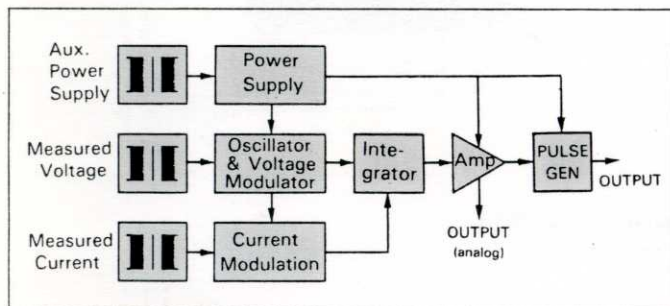 Aux.
Power
Supply
Power
Supply
Measured
Voltage
Oscillator
& Voltage
Modulator
Inte-
grator
Amp
PULSE
GEN
OUTPUT
Measured
Current
Current
Modulation
OUTPUT
(analog)